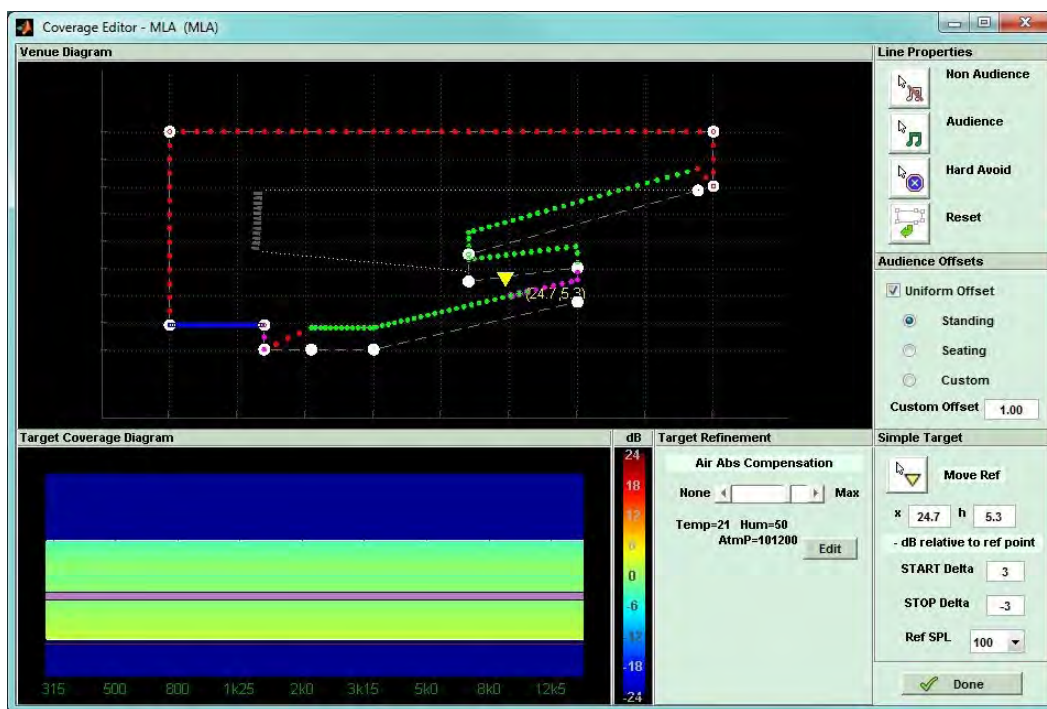 Coverage Editor - MLA (MLA)
Venue Diagram
(24.7,5.3)
Line Properties
Non Audience
Audience
Hard Avoid
Reset
Audience Offsets
Uniform Offset
Standing
Seating
Custom
Custom Offset 1.00
Target Coverage Diagram
315 500 800 1k25 2k0 3k15 5k0 8k0 12k5
dB
24
18
12
6
0
-6
-12
-18
-24
Target Refinement
Air Abs Compensation
None Max
Temp=21 Hum=50
AtmP=101200 Edit
Simple Target
Move Ref
x 24.7 h 5.3
- dB relative to ref point
START Delta 3
STOP Delta -3
Ref SPL 100
Done